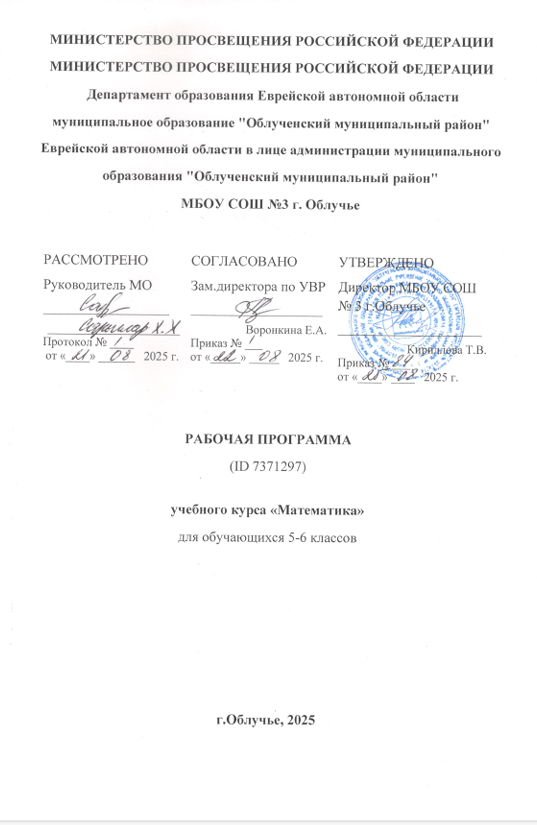 МИНИСТЕРСТВО ПРОСВЕЩЕНИЯ РОССИЙСКОЙ ФЕДЕРАЦИИ
МИНИСТЕРСТВО ПРОСВЕЩЕНИЯ РОССИЙСКОЙ ФЕДЕРАЦИИ
Департамент образования Еврейской автономной области
муниципальное образование "Облученский муниципальный район"
Еврейской автономной области в лице администрации муниципального
образования "Облученский муниципальный район"
МБОУ СОШ №3 г. Облучье
РАССМОТРЕНО
Руководитель МО
Протокол № 1
от «21» 08 2025 г.
СОГЛАСОВАНО
Зам.директора по УВР
Воронкина Е.А.
Приказ № 1
от «22» 08 2025 г.
УТВЕРЖДЕНО
Директор МБОУ СОШ
№ 3 г.Облучье
Кирильцева Т.В.
Приказ № 84
от «25» 08 2025 г.
РАБОЧАЯ ПРОГРАММА
(ID 7371297)
учебного курса «Математика»
для обучающихся 5-6 классов
г.Облучье, 2025